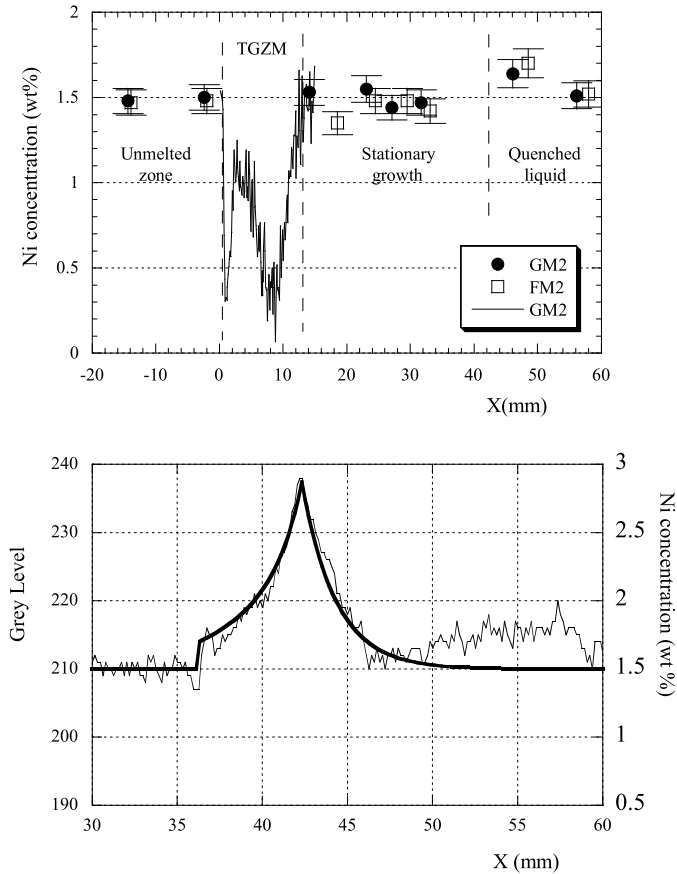 2
TGZM
Ni concentration (wt%)
1.5
Unmelted
zone
Stationary
growth
Quenched
liquid
1
0.5
GM2
FM2
GM2
0
-20 -10 0 10 20 30 40 50 60
X(mm)
240 3
230 2.5
Grey Level
Ni concentration (wt %)
220 2
210 1.5
200 1
190 0.5
30 35 40 45 50 55 60
X (mm)